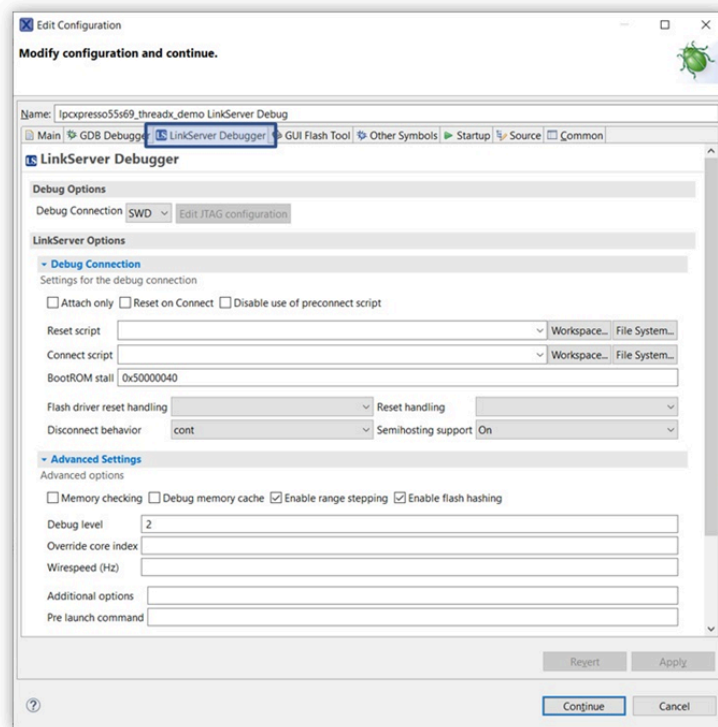 Edit Configuration
Modify configuration and continue.
Name: lpcxpresso55s69_threadx_demo LinkServer Debug
Main GDB Debugger LS LinkServer Debugger GUI Flash Tool Other Symbols Startup Source Common
LS LinkServer Debugger
Debug Options
Debug Connection SWD Edit JTAG configuration
LinkServer Options
Debug Connection
Settings for the debug connection
Attach only Reset on Connect Disable use of preconnect script
Reset script Workspace... File System...
Connect script Workspace... File System...
BootROM stall 0x50000040
Flash driver reset handling Reset handling
Disconnect behavior cont Semihosting support On
Advanced Settings
Advanced options
Memory checking Debug memory cache Enable range stepping Enable flash hashing
Debug level 2
Override core index
Wirespeed (Hz)
Additional options
Pre launch command
Revert Apply
? Continue Cancel